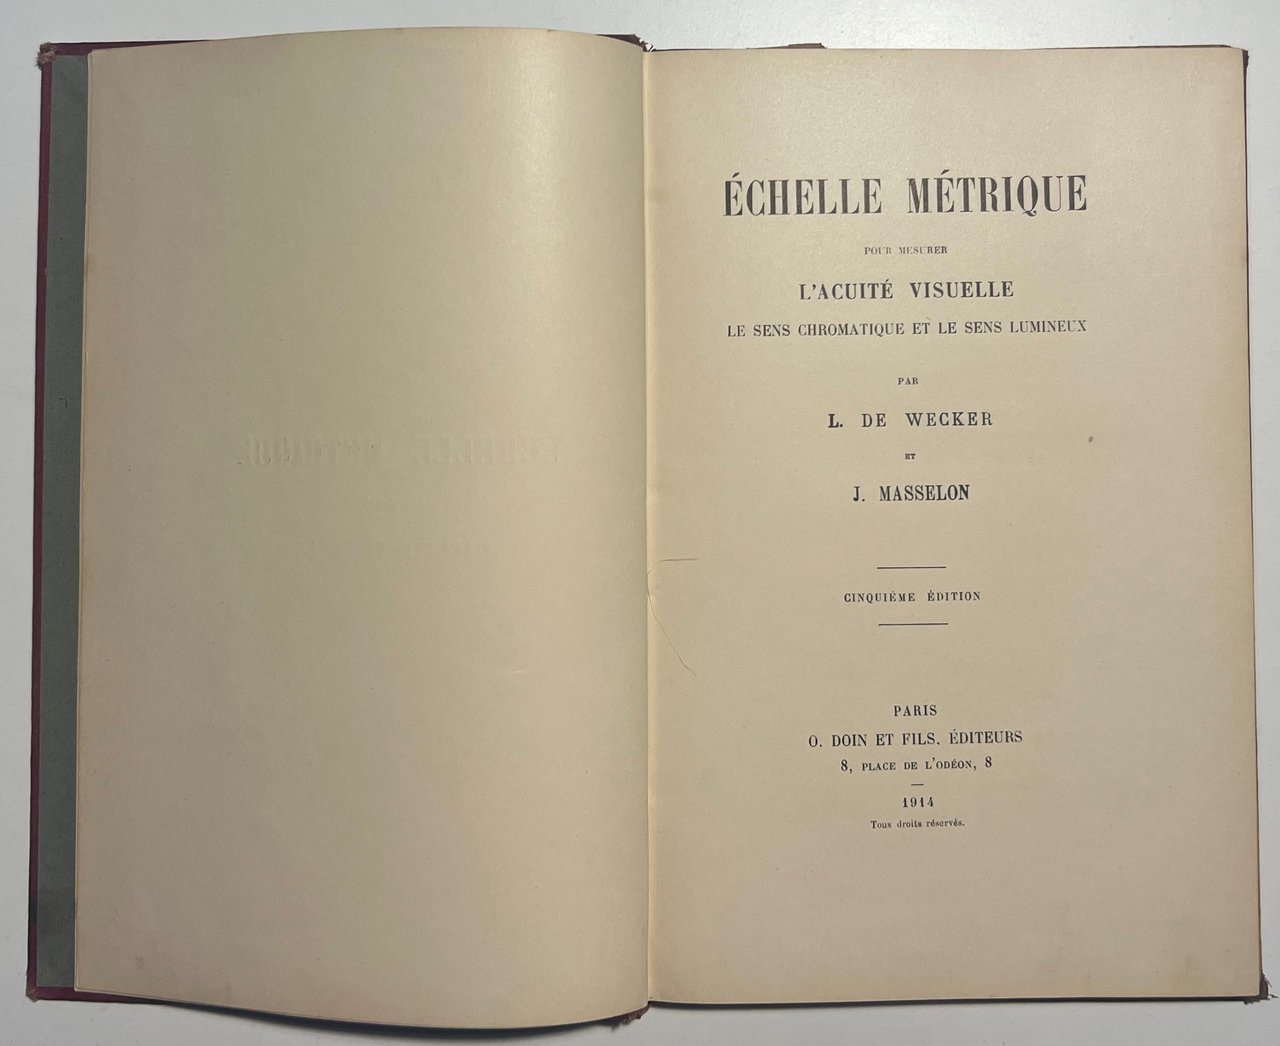 ÉCHELLE MÉTRIQUE
POUR MESURER
L'ACUITÉ VISUELLE
LE SENS CHROMATIQUE ET LE SENS LUMINEUX
PAR
L. DE WECKER
ET
J. MASSELON
CINQUIÉME ÉDITION
PARIS
O. DOIN ET FILS, ÉDITEURS
8, PLACE DE L'ODÉON, 8
1914
Tous droits réservés.